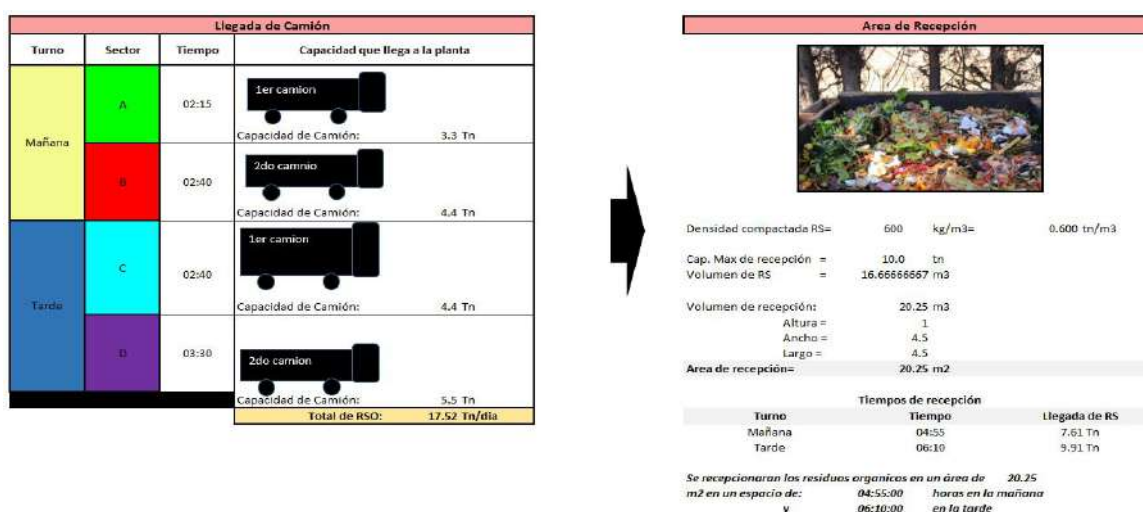 Llegada de Camión
Turno Sector Tiempo Capacidad que llega a la planta
Mañana
A 02:15
1er camion
Capacidad de Camión: 3.3 Tn
B 02:40
2do camnio
Capacidad de Camión: 4.4 Tn
Tarde
C 02:40
1er camion
Capacidad de Camión: 4.4 Tn
D 03:30
2do camion
Capacidad de Camión: 5.5 Tn
Total de RSO: 17.52 Tn/dia
Area de Recepción
Densidad compactada RS= 600 kg/m3= 0.600 tn/m3
Cap. Max de recepción = 10.0 tn
Volumen de RS = 16.66666667 m3
Volumen de recepción: 20.25 m3
Altura = 1
Ancho = 4.5
Largo = 4.5
Area de recepción= 20.25 m2
Tiempos de recepción
Turno Tiempo Llegada de RS
Mañana 04:55 7.61 Tn
Tarde 06:10 9.91 Tn
Se recepcionaran los residuos organicos en un área de 20.25
m2 en un espacio de: 04:55:00 horas en la mañana
y 06:10:00 en la tarde